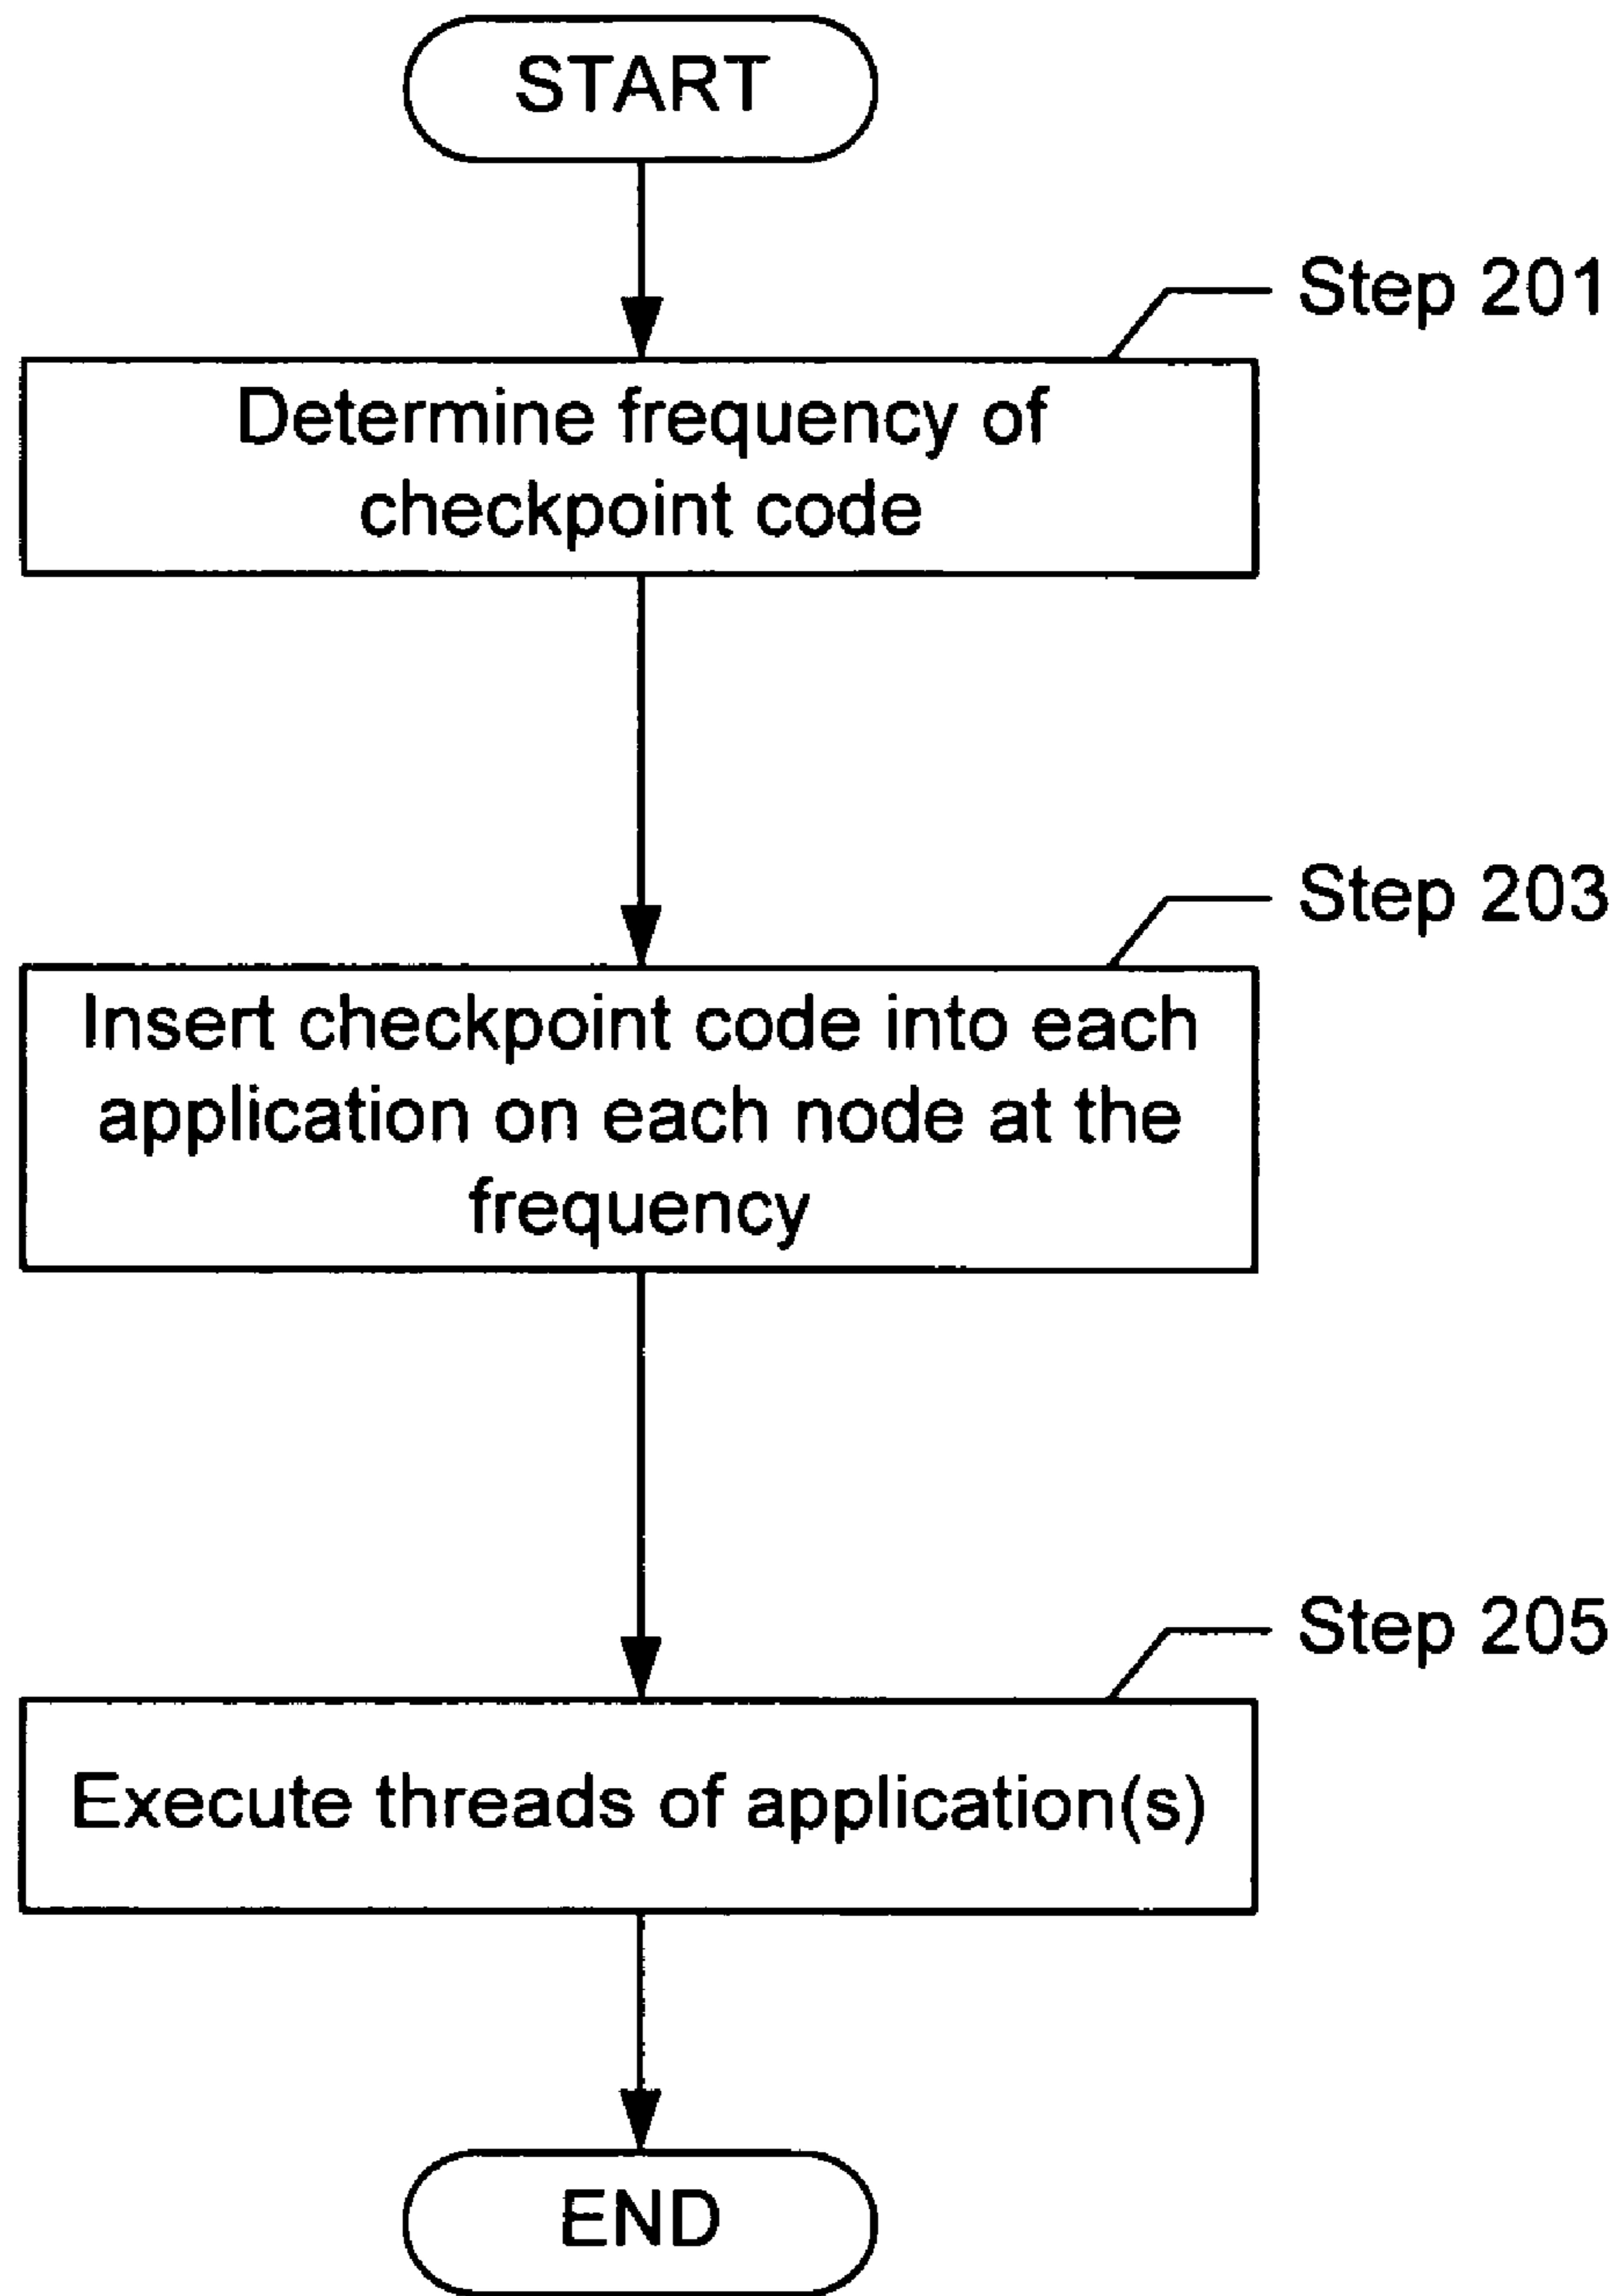 START
Step 201
Determine frequency of
checkpoint code
Step 203
Insert checkpoint code into each
application on each node at the
frequency
Step 205
Execute threads of application(s)
END